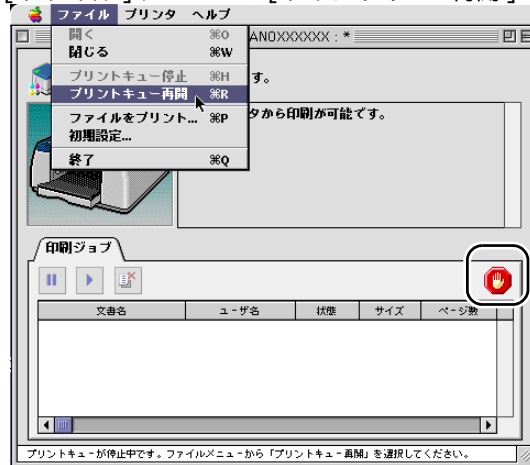 ファイル プリンタ ヘルプ
開く ⌘O
閉じる ⌘W
プリントキュー停止 ⌘H
プリントキュー再開 ⌘R
ファイルをプリント... ⌘P
初期設定...
終了 ⌘Q
ANOXXXXXX : *
す。
タから印刷が可能です。
印刷ジョブ
文書名 ユーザ名 状態 サイズ ページ数
プリントキューが停止中です。ファイルメニューから「プリントキュー再開」を選択してください。